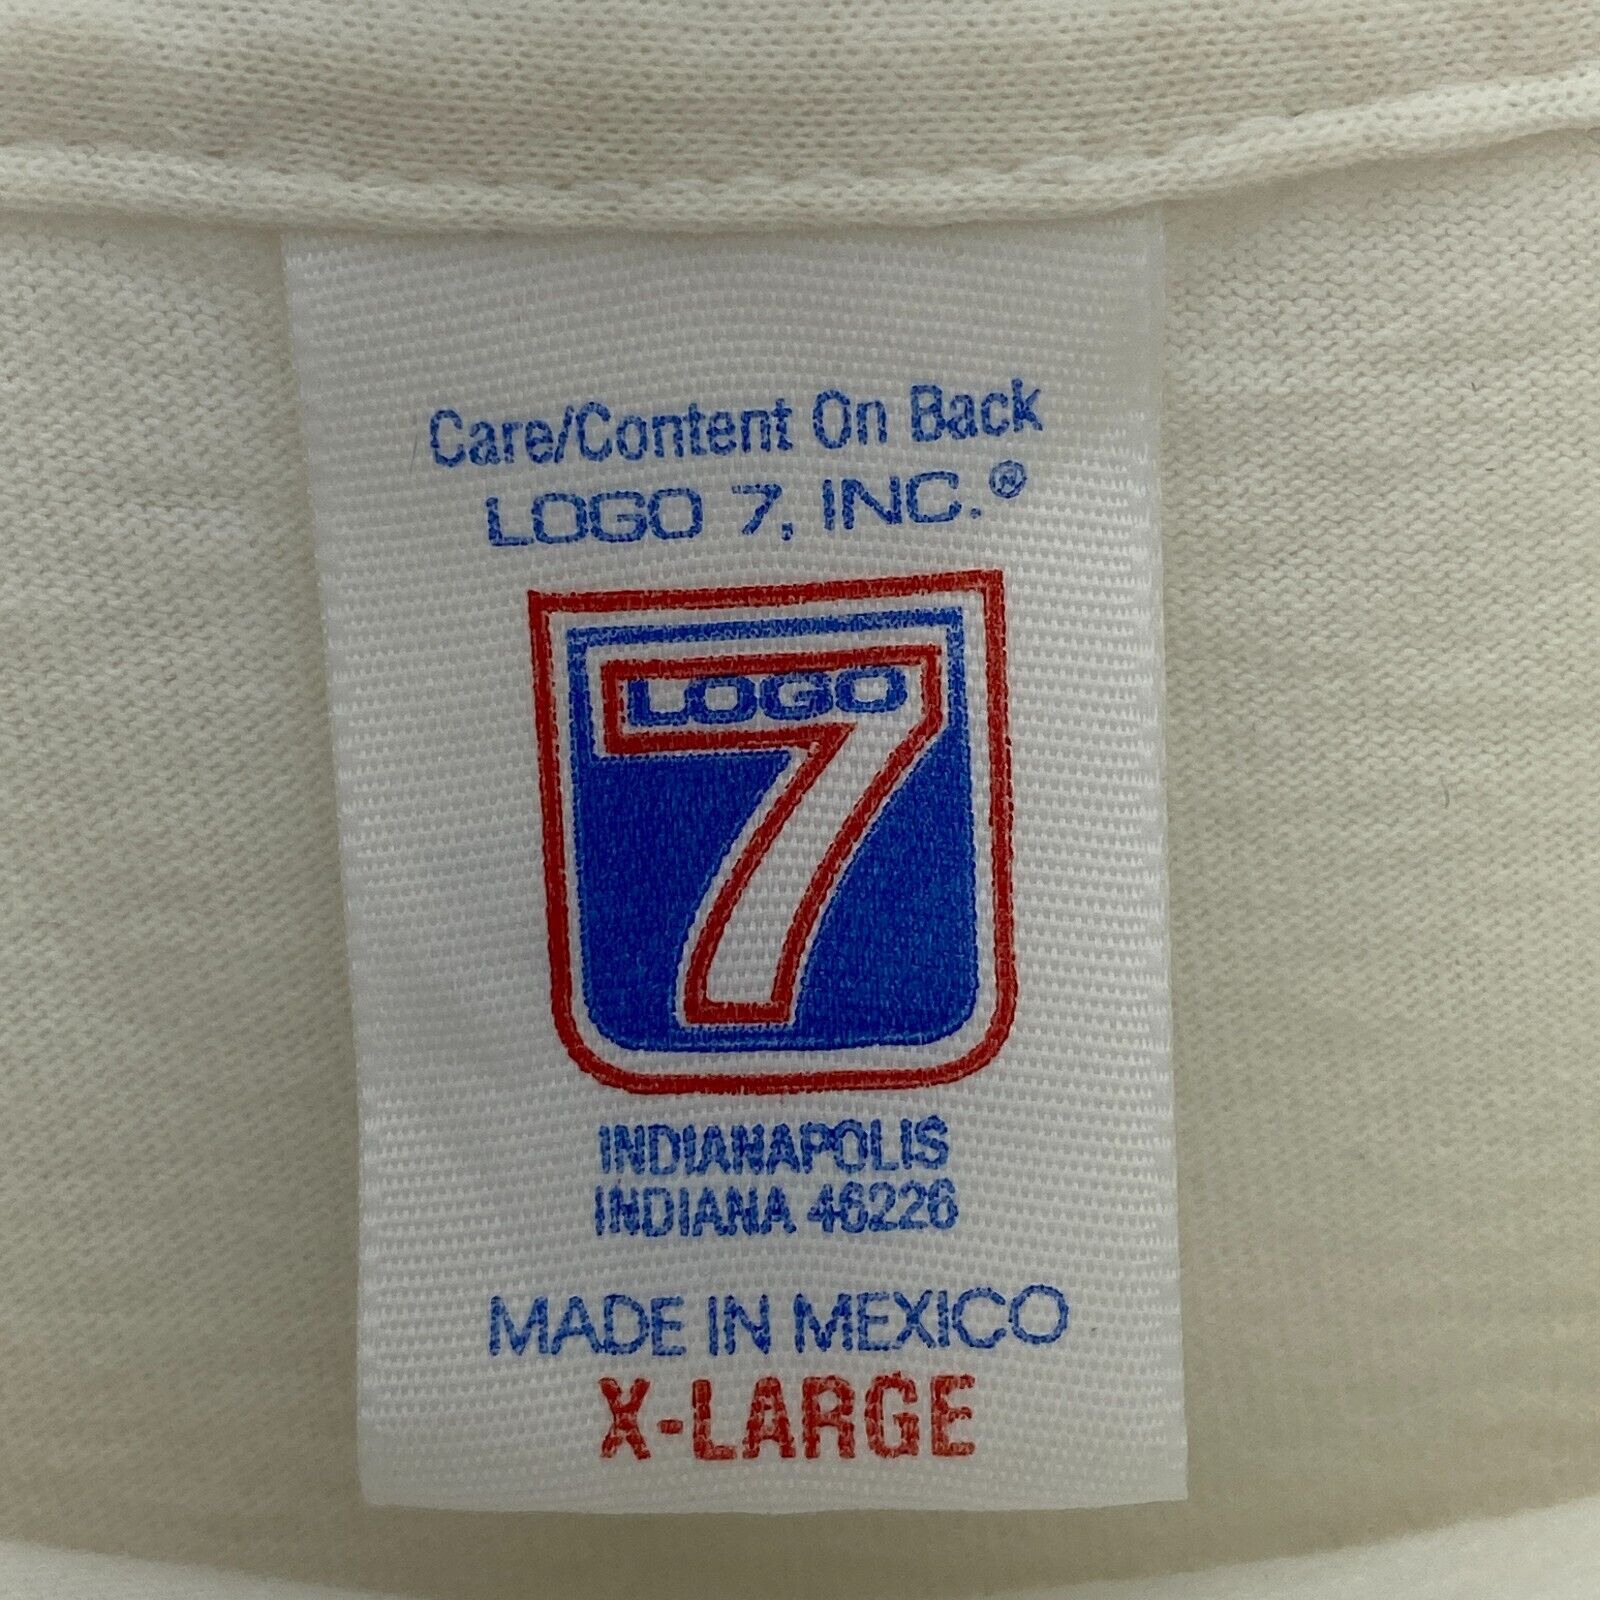 Care/Content On Back
LOGO 7, INC.®
LOGO
7
INDIANAPOLIS
INDIANA 46226
MADE IN MEXICO
X-LARGE